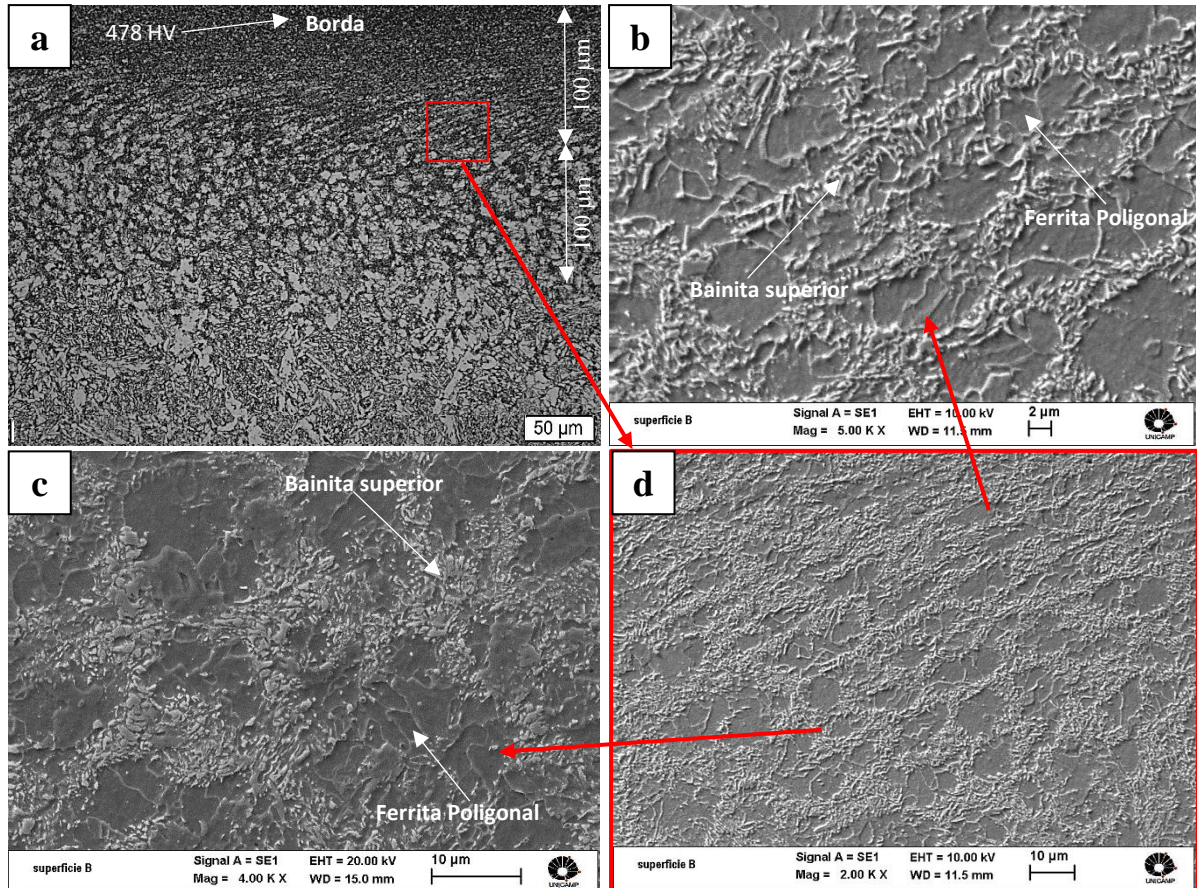 a
478 HV
Borda
100 µm
100 µm
50 µm
b
Ferrita Poligonal
Bainita superior
superficie B
Signal A = SE1
EHT = 10.00 kV
2 µm
Mag = 5.00 K X
WD = 11.5 mm
UNICAMP
c
Bainita superior
Ferrita Poligonal
superficie B
Signal A = SE1
EHT = 20.00 kV
10 µm
Mag = 4.00 K X
WD = 15.0 mm
UNICAMP
d
superficie B
Signal A = SE1
EHT = 10.00 kV
10 µm
Mag = 2.00 K X
WD = 11.5 mm
UNICAMP